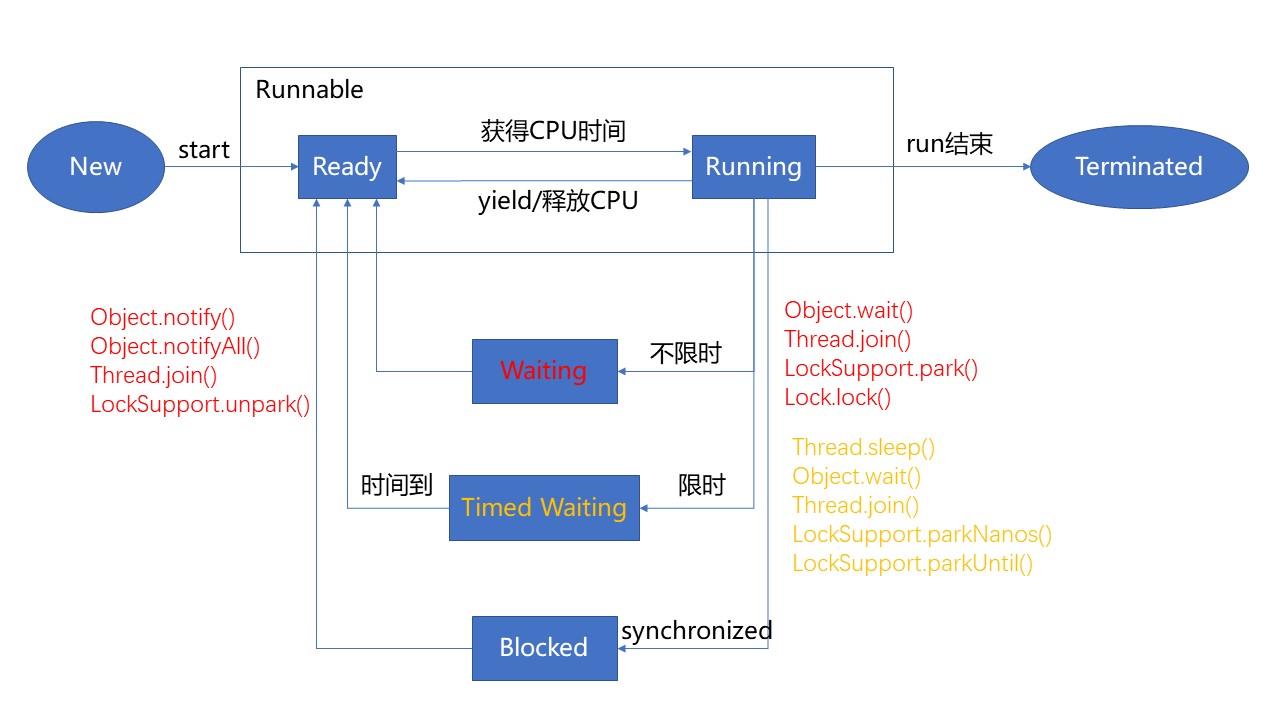 Runnable
New
start
Ready
获得CPU时间
yield/释放CPU
Running
run结束
Terminated
Object.notify()
Object.notifyAll()
Thread.join()
LockSupport.unpark()
Waiting
不限时
Object.wait()
Thread.join()
LockSupport.park()
Lock.lock()
时间到
Timed Waiting
限时
Thread.sleep()
Object.wait()
Thread.join()
LockSupport.parkNanos()
LockSupport.parkUntil()
Blocked
synchronized